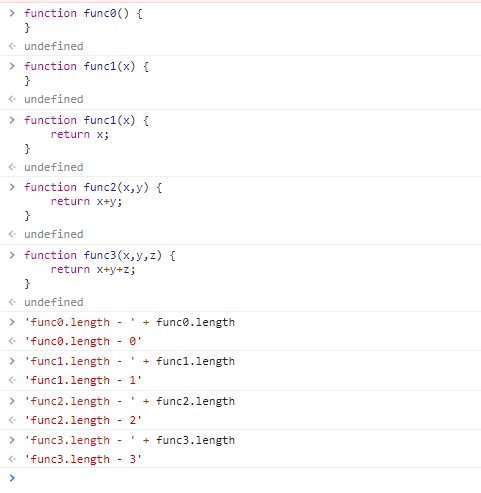 > function func0() {
  }
<· undefined
> function func1(x) {
  }
<· undefined
> function func1(x) {
      return x;
  }
<· undefined
> function func2(x,y) {
      return x+y;
  }
<· undefined
> function func3(x,y,z) {
      return x+y+z;
  }
<· undefined
> 'func0.length - ' + func0.length
<· 'func0.length - 0'
> 'func1.length - ' + func1.length
<· 'func1.length - 1'
> 'func2.length - ' + func2.length
<· 'func2.length - 2'
> 'func3.length - ' + func3.length
<· 'func3.length - 3'
>